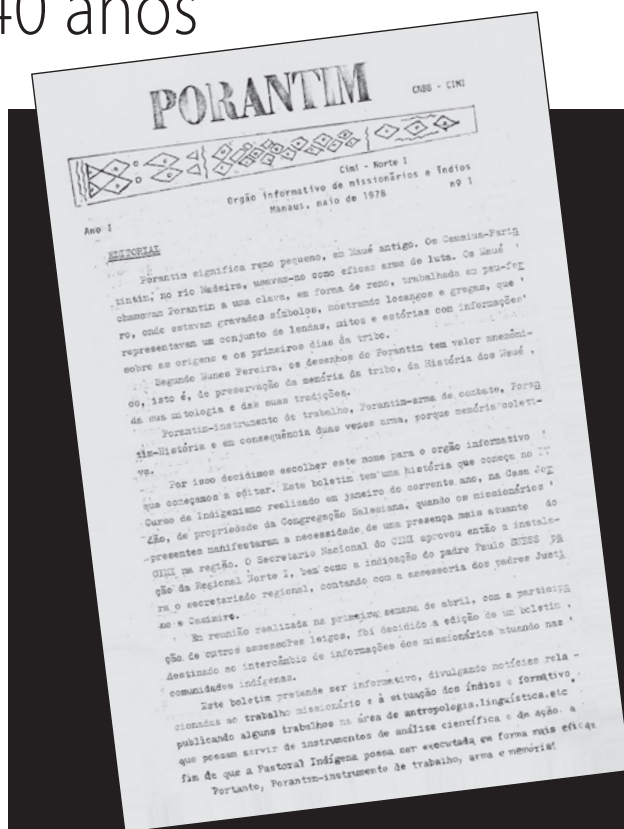 40 anos
PORANTIM
CNBB - CIMI
Cimi - Norte I
Orgão informativo de missionários e Índios
Manaus, maio de 1978
nº 1
Ano I
EDITORIAL
Porantim significa remo pequeno, em Maué antigo. Os
tintin, no rio Madeira, usavam-no como eficaz arma de luta. Os Maué '
chamavam Porantim a uma clava, em forma de remo, trabalhada em pau-fer
ro, onde estavam gravados símbolos, mostrando losangos e gregas, que '
representavam um conjunto de lendas, mitos e estórias com informações'
sobre as origens e os primeiros dias da tribo.
Segundo Nunes Pereira, os desenhos do Porantim tem valor mnemôni-
co, isto é, de preservação da memória da tribo, da História dos Maué ,
da sua mitologia e das suas tradições.
Porantim-instrumento de trabalho, Porantim-arma de combate, Poran
tim-História e em consequência duas vezes arma, porque memória coleti-
va.
Por isso decidimos escolher este nome para o orgão informativo '
que começamos a editar. Este boletim tem uma história que começa no
Curso de Indigenismo realizado em janeiro do corrente ano, na Casa Jor
dão, de propriedade da Congregação Salesiana, quando os missionários '
presentes manifestaram a necessidade de uma presença mais atuante do
CIMI na região. O Secretario Nacional do CIMI aprovou então a instala-
ção da Regional Norte I, bem como a indicação do padre Paulo pa
ra o secretariado regional, contando com a assessoria dos padres Justi
no e Casimiro.
Em reunião realizada na primeira semana de abril, com a participa
ção de outros assessores leigos, foi decidido a edição de um boletim ,
destinado ao intercâmbio de informações dos missionários atuando nas '
comunidades indígenas.
Este boletim pretende ser informativo, divulgando notícias rela -
cionadas ao trabalho missionário e à situação dos índios e formativo,
publicando alguns trabalhos na área de antropologia, linguística, etc ,
que possam servir de instrumentos de análise científica e de ação, a
fim de que a Pastoral Indígena possa ser executada em forma mais eficaz
Portanto, Porantim-instrumento de trabalho, arma e memória!